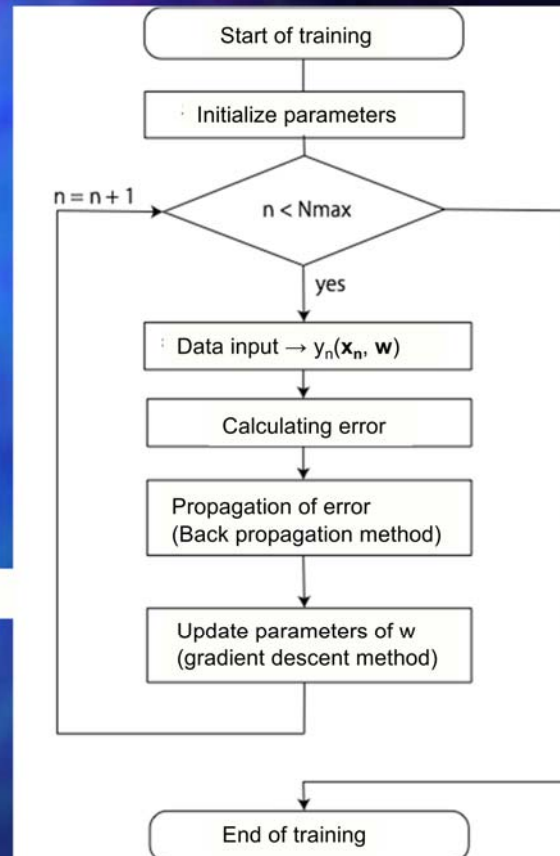 Start of training
Initialize parameters
n = n + 1
n < Nmax
yes
Data input → yₙ(xₙ, w)
Calculating error
Propagation of error
(Back propagation method)
Update parameters of w
(gradient descent method)
End of training